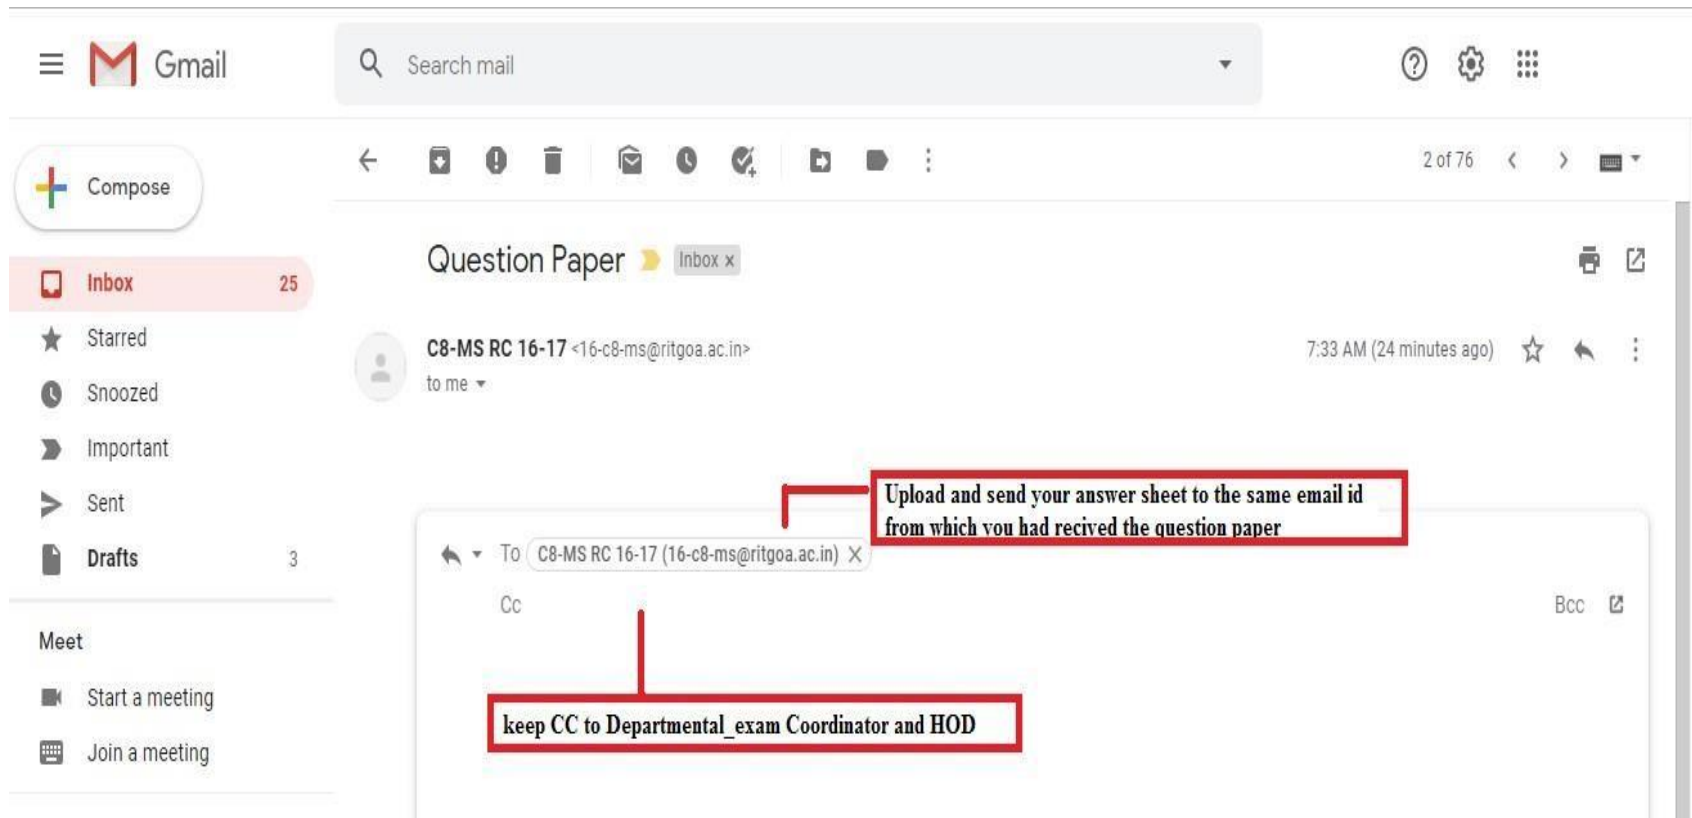 Gmail
Search mail
Compose
2 of 76
Question Paper Inbox x
Inbox 25
Starred
C8-MS RC 16-17 <16-c8-ms@ritgoa.ac.in>
7:33 AM (24 minutes ago)
to me
Snoozed
Important
Sent
Drafts 3
Upload and send your answer sheet to the same email id
from which you had recived the question paper
To C8-MS RC 16-17 (16-c8-ms@ritgoa.ac.in) X
Cc
Bcc
Meet
Start a meeting
Join a meeting
keep CC to Departmental_exam Coordinator and HOD